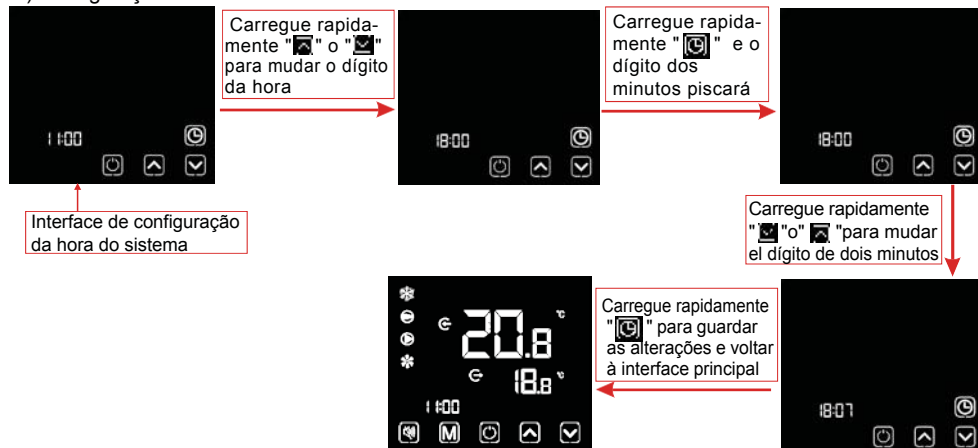 Carregue rapida-
mente " " o " "
para mudar o dígito
da hora
Carregue rapida-
mente " " e o
dígito dos
minutos piscará
11:00
18:00
18:00
Interface de configuração
da hora do sistema
Carregue rapidamente
" "o" "para mudar
el dígito de dois minutos
Carregue rapidamente
" " para guardar
as alterações e voltar
à interface principal
20.8 °C
18.8 °C
11:00
M
18:07